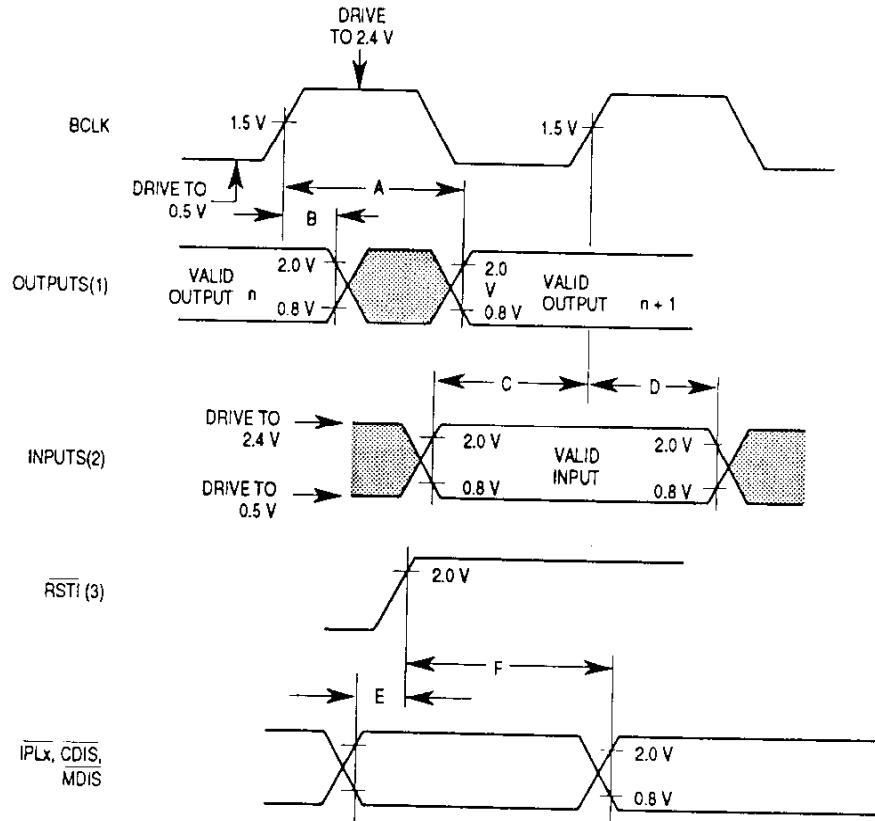 DRIVE
TO 2.4 V
BCLK
1.5 V
1.5 V
DRIVE TO
0.5 V
A
B
OUTPUTS(1)
VALID
OUTPUT n
2.0 V
0.8 V
2.0
V
0.8 V
VALID
OUTPUT n + 1
C
D
DRIVE TO
2.4 V
INPUTS(2)
DRIVE TO
0.5 V
2.0 V
0.8 V
VALID
INPUT
2.0 V
0.8 V
RSTI (3)
2.0 V
F
E
IPLx, CDIS,
MDIS
2.0 V
0.8 V